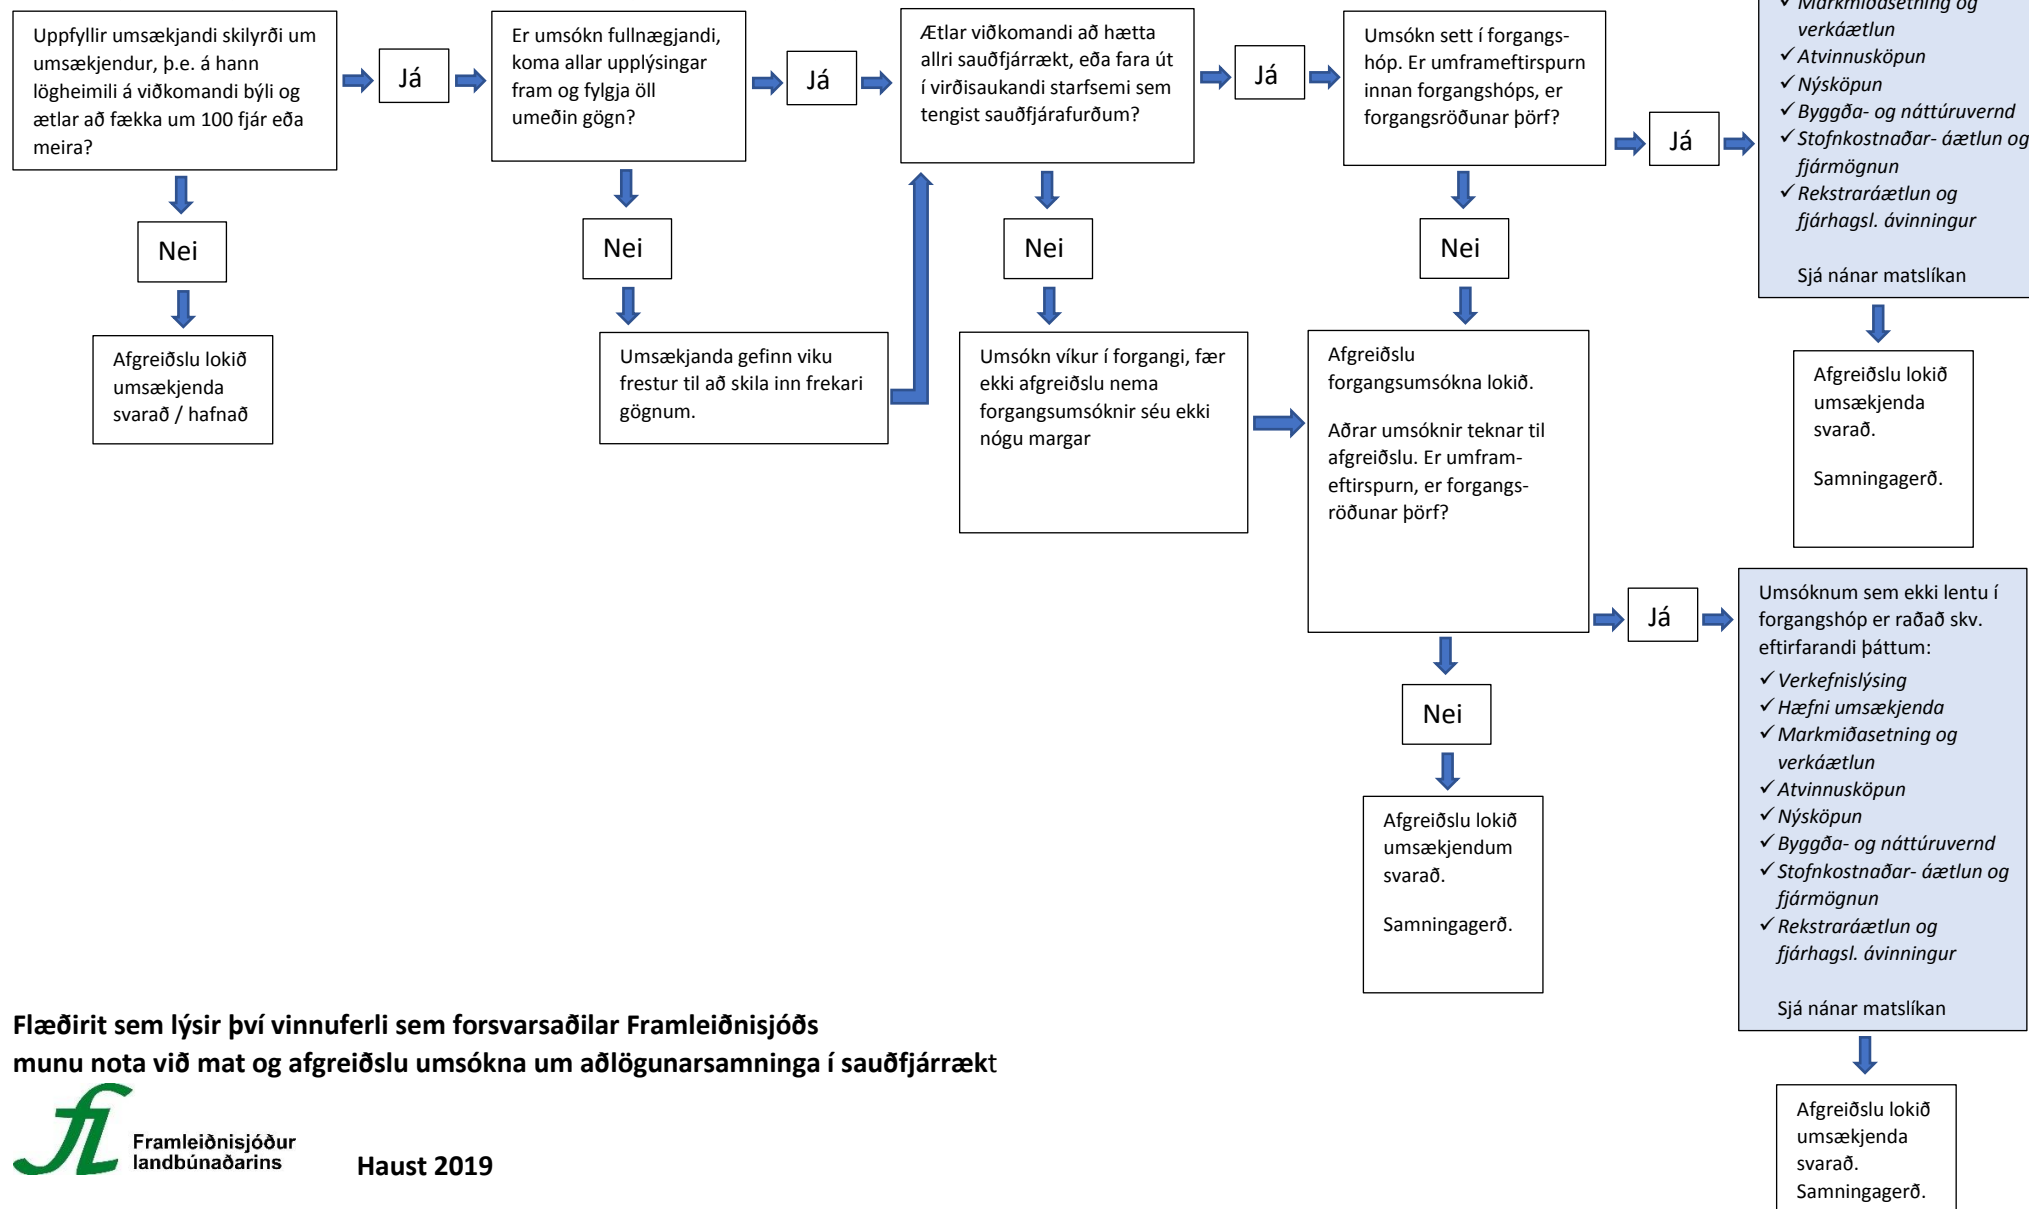 Uppfyllir umsækjandi skilyrði um
umsækjendur, þ.e. á hann
lögheimili á viðkomandi býli og
ætlar að fækka um 100 fjár eða
meira?
Já
Er umsókn fullnægjandi,
koma allar upplýsingar
fram og fylgja öll
umeðin gögn?
Já
Ætlar viðkomandi að hætta
allri sauðfjárrækt, eða fara út
í virðisaukandi starfsemi sem
tengist sauðfjárafurðum?
Já
Umsókn sett í forgangs-
hóp. Er umframeftirspurn
innan forgangshóps, er
forgangsröðunar þörf?
Já
✓ Markmiðasetning og
verkáætlun
✓ Atvinnusköpun
✓ Nýsköpun
✓ Byggða- og náttúruvernd
✓ Stofnkostnaðar- áætlun og
fjármögnun
✓ Rekstraráætlun og
fjárhagsl. ávinningur
Sjá nánar matslíkan
Nei
Nei
Nei
Nei
Afgreiðslu lokið
umsækjenda
svarað / hafnað
Umsækjanda gefinn viku
frestur til að skila inn frekari
gögnum.
Umsókn víkur í forgangi, fær
ekki afgreiðslu nema
forgangsumsóknir séu ekki
nógu margar
Afgreiðslu
forgangsumsókna lokið.
Aðrar umsóknir teknar til
afgreiðslu. Er umfram-
eftirspurn, er forgangs-
röðunar þörf?
Afgreiðslu lokið
umsækjenda
svarað.
Samningagerð.
Já
Umsóknum sem ekki lentu í
forgangshóp er raðað skv.
eftirfarandi þáttum:
✓ Verkefnislýsing
✓ Hæfni umsækjenda
✓ Markmiðasetning og
verkáætlun
✓ Atvinnusköpun
✓ Nýsköpun
✓ Byggða- og náttúruvernd
✓ Stofnkostnaðar- áætlun og
fjármögnun
✓ Rekstraráætlun og
fjárhagsl. ávinningur
Sjá nánar matslíkan
Nei
Afgreiðslu lokið
umsækjendum
svarað.
Samningagerð.
Afgreiðslu lokið
umsækjenda
svarað.
Samningagerð.
Flæðirit sem lýsir því vinnuferli sem forsvarsaðilar Framleiðnisjóðs
munu nota við mat og afgreiðslu umsókna um aðlögunarsamninga í sauðfjárrækt
fL
Framleiðnisjóður
landbúnaðarins
Haust 2019